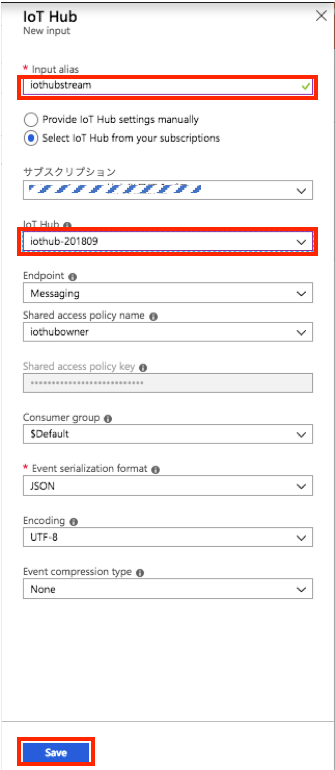 IoT Hub
New input
* Input alias
iothubstream
Provide IoT Hub settings manually
Select IoT Hub from your subscriptions
サブスクリプション
IoT Hub
iothub-201809
Endpoint
Messaging
Shared access policy name
iothubowner
Shared access policy key
Consumer group
$Default
* Event serialization format
JSON
Encoding
UTF-8
Event compression type
None
Save